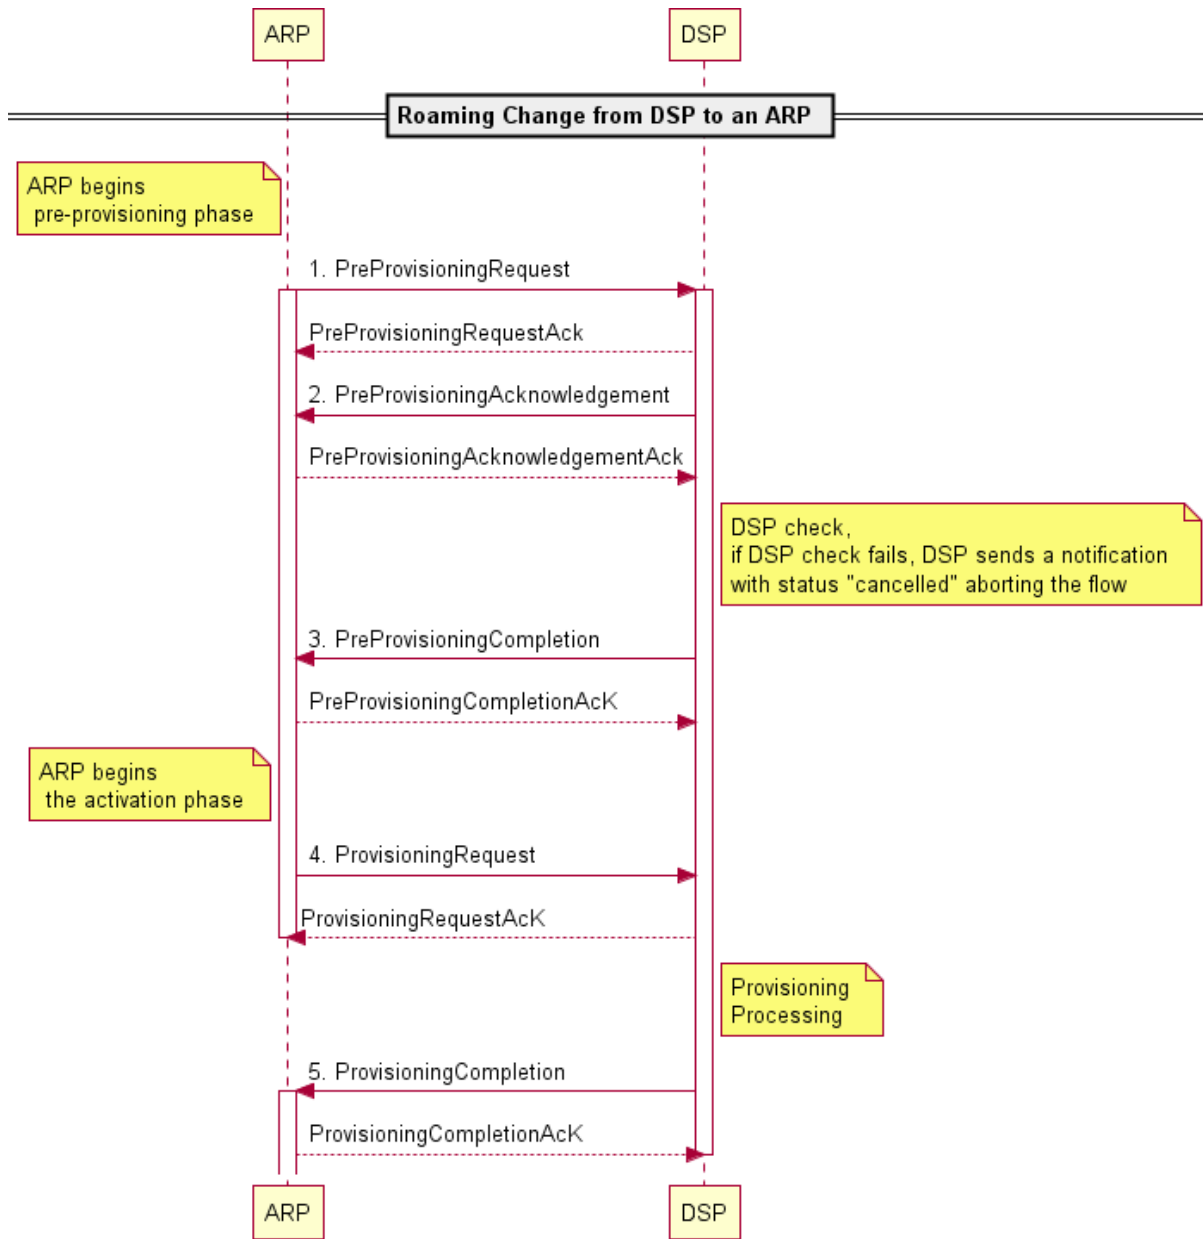 ARP
DSP
Roaming Change from DSP to an ARP
ARP begins
pre-provisioning phase
1. PreProvisioningRequest
PreProvisioningRequestAck
2. PreProvisioningAcknowledgement
PreProvisioningAcknowledgementAck
DSP check,
if DSP check fails, DSP sends a notification
with status "cancelled" aborting the flow
3. PreProvisioningCompletion
PreProvisioningCompletionAcK
ARP begins
the activation phase
4. ProvisioningRequest
ProvisioningRequestAcK
Provisioning
Processing
5. ProvisioningCompletion
ProvisioningCompletionAcK
ARP
DSP